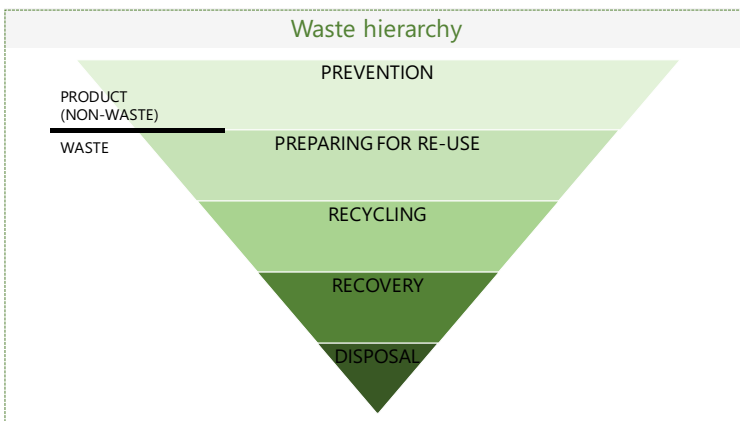 Waste hierarchy
PREVENTION
PRODUCT
(NON-WASTE)
WASTE
PREPARING FOR RE-USE
RECYCLING
RECOVERY
DISPOSAL